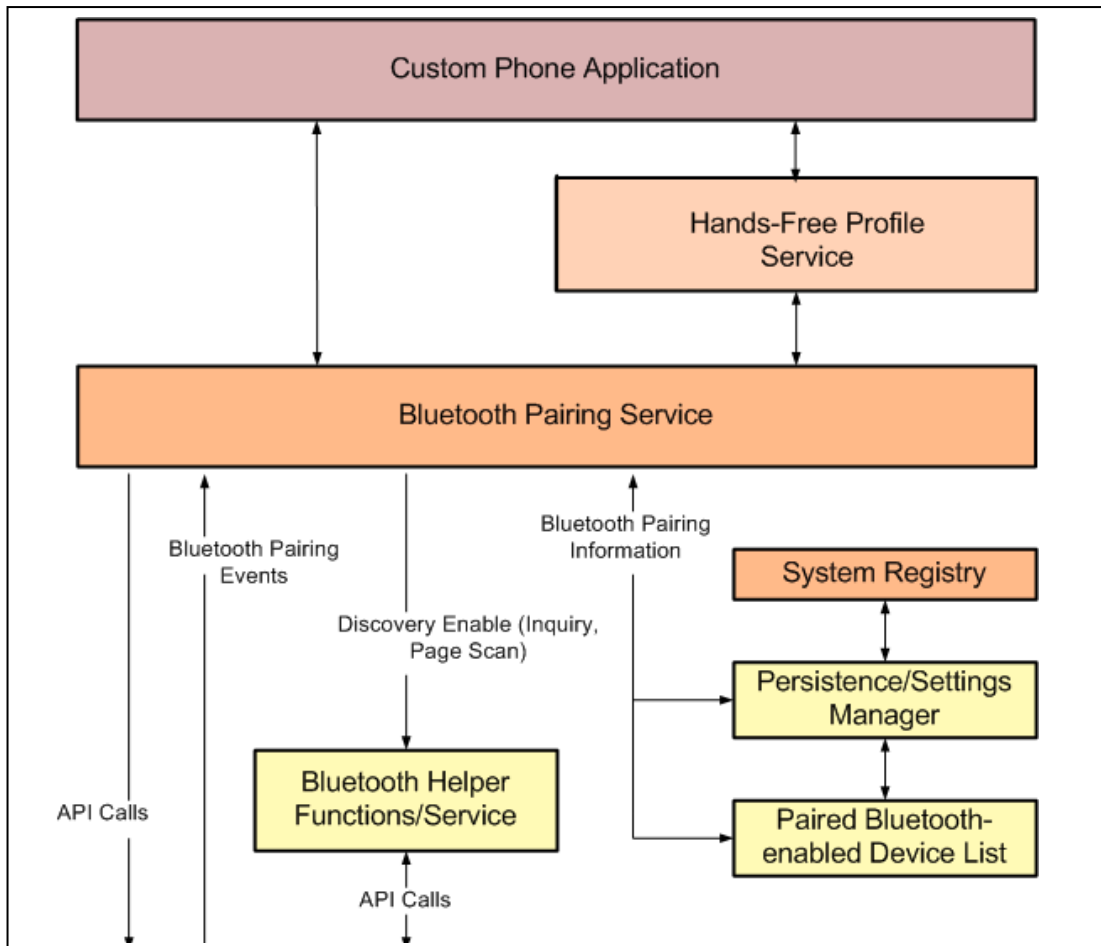 Custom Phone Application
Hands-Free Profile
Service
Bluetooth Pairing Service
Bluetooth Pairing
Events
Bluetooth Pairing
Information
System Registry
Discovery Enable (Inquiry,
Page Scan)
Persistence/Settings
Manager
Bluetooth Helper
Functions/Service
API Calls
Paired Bluetooth-
enabled Device List
API Calls